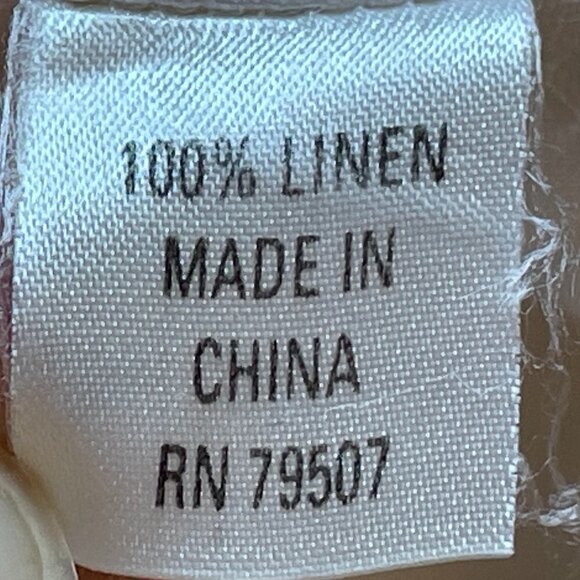 100% LINEN
MADE IN
CHINA
RN 79507